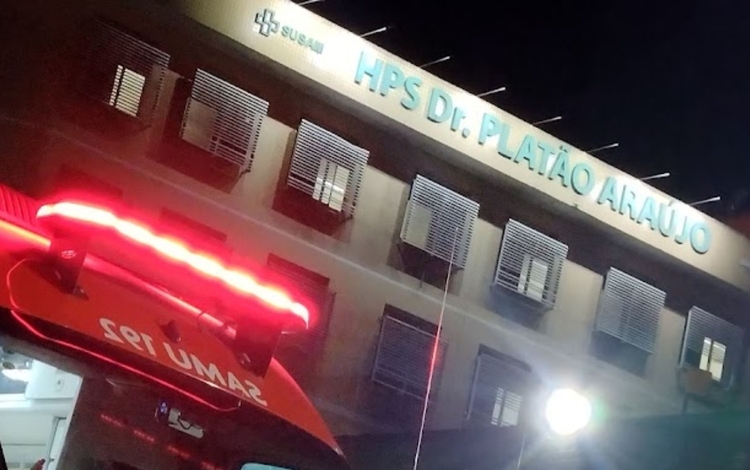 SUSAM
HPS Dr. PLATÃO ARAÚJO
SAMU 192